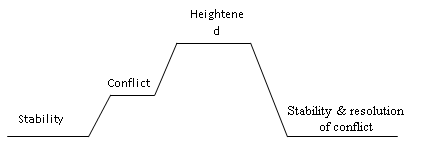 Heightene
d
Conflict
Stability
Stability & resolution
of conflict